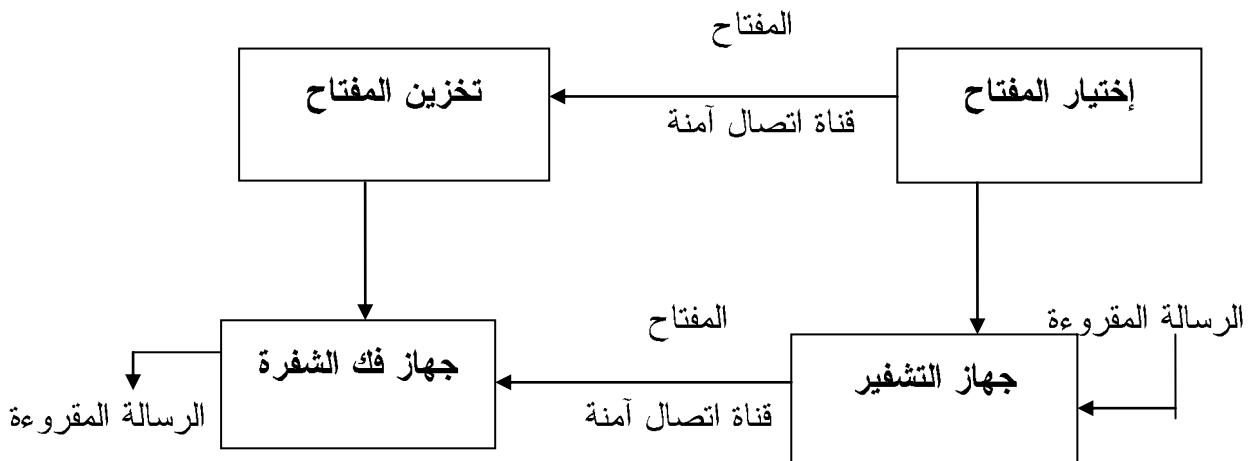 المفتاح
إختيار المفتاح
تخزين المفتاح
قناة اتصال آمنة
الرسالة المقروءة
المفتاح
جهاز التشفير
جهاز فك الشفرة
قناة اتصال آمنة
الرسالة المقروءة